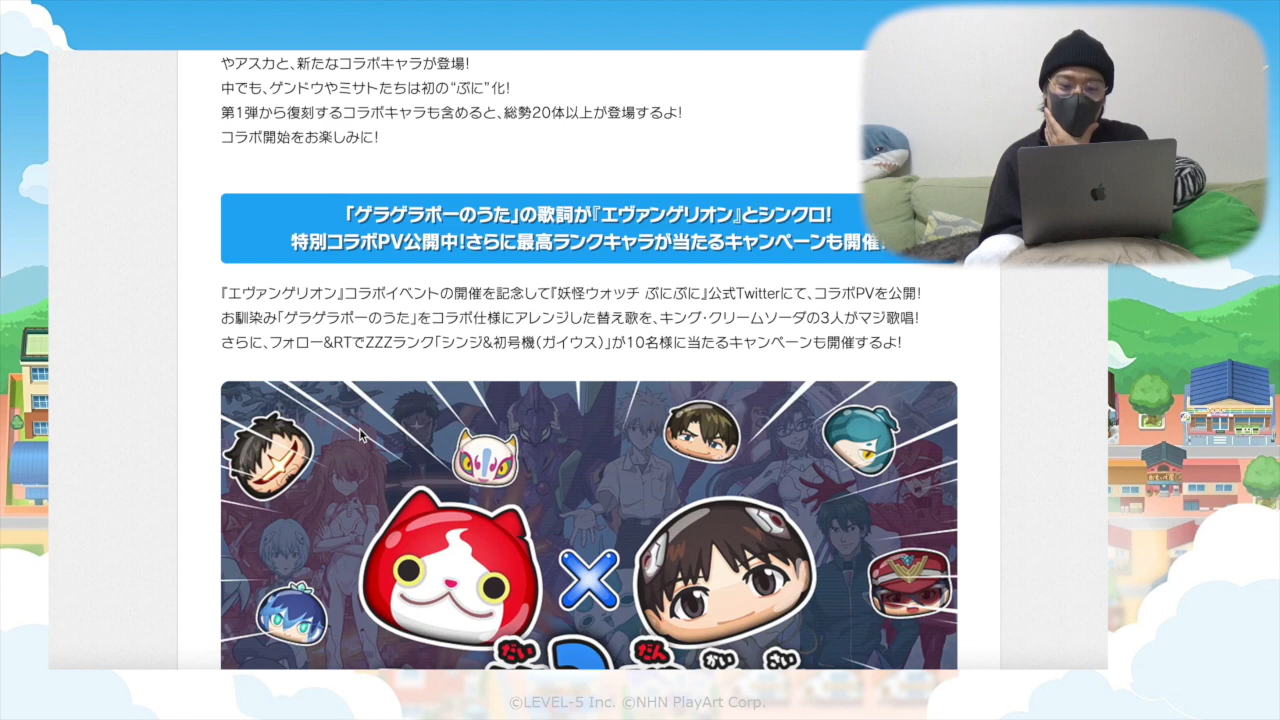 やアスカと、新たなコラボキャラが登場!
中でも、ゲンドウやミサトたちは初の“ぷに”化!
第1弾から復刻するコラボキャラも含めると、総勢20体以上が登場するよ!
コラボ開始をお楽しみに!
「ゲラゲラポーのうた」の歌詞が『エヴァンゲリオン』とシンクロ!
特別コラボPV公開中!さらに最高ランクキャラが当たるキャンペーンも開催!
『エヴァンゲリオン』コラボイベントの開催を記念して『妖怪ウォッチ ぷにぷに』公式Twitterにて、コラボPVを公開!
お馴染み「ゲラゲラポーのうた」をコラボ仕様にアレンジした替え歌を、キング・クリームソーダの3人がマジ歌唱!
さらに、フォロー&RTでZZZランク「シンジ&初号機(ガイウス)」が10名様に当たるキャンペーンも開催するよ!
だい だん かい さい
©LEVEL-5 Inc. ©NHN PlayArt Corp.